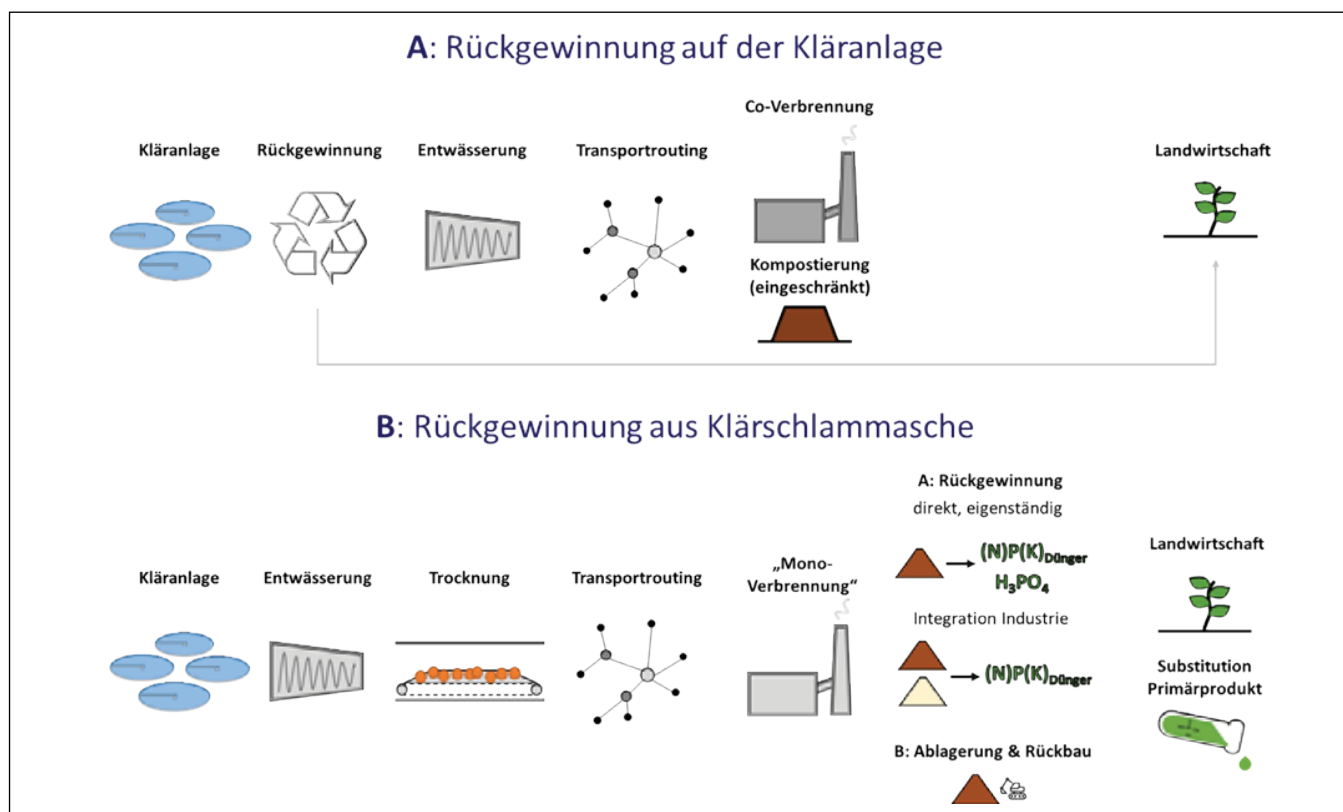 A: Rückgewinnung auf der Kläranlage
Co-Verbrennung
Kläranlage
Rückgewinnung
Entwässerung
Transportrouting
Landwirtschaft
Kompostierung
(eingeschränkt)
B: Rückgewinnung aus Klärschlammasche
A: Rückgewinnung
direkt, eigenständig
Kläranlage
Entwässerung
Trocknung
Transportrouting
„Mono-
Verbrennung“
(N)P(K)Dünger
H₃PO₄
Integration Industrie
(N)P(K)Dünger
Landwirtschaft
Substitution
Primärprodukt
B: Ablagerung & Rückbau